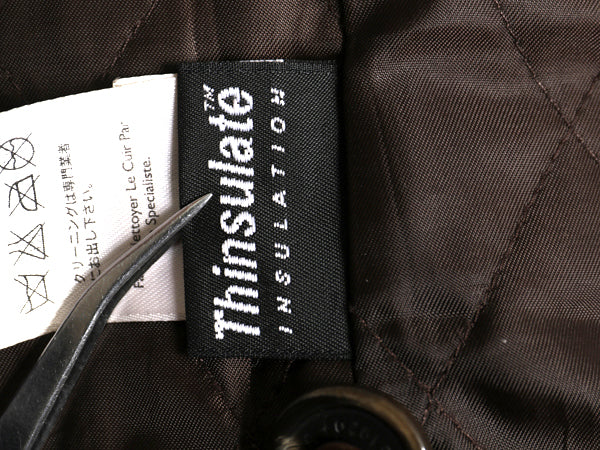 Thinsulate™
INSULATION
クリーニングは専門業者
にお出し下さい。
Nettoyer Le Cuir Par
Specialiste.